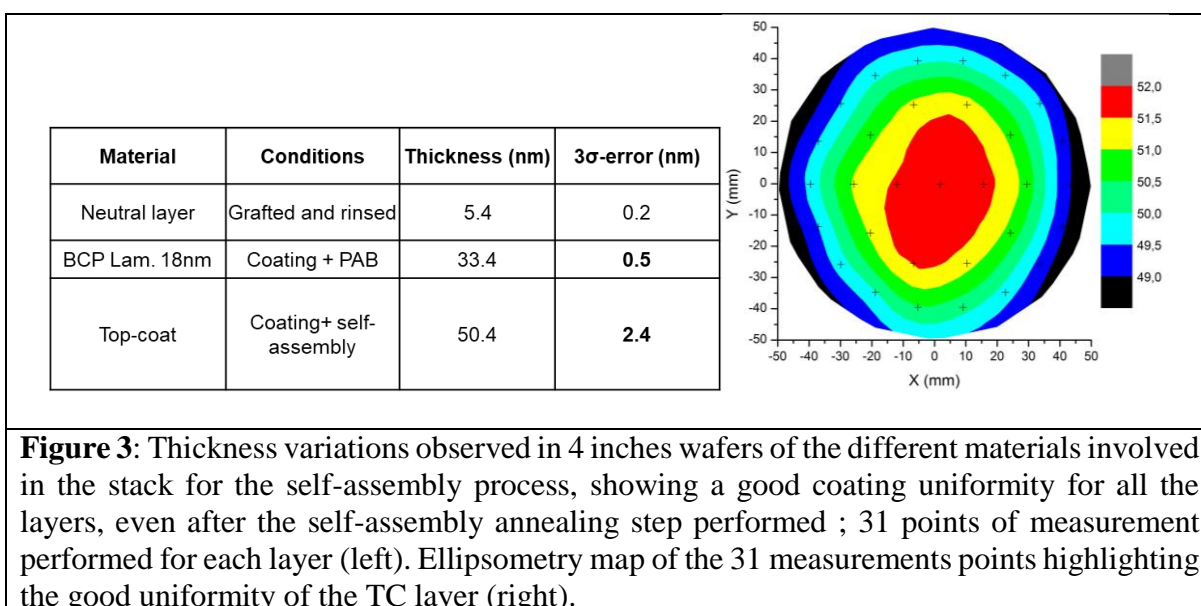 Material Conditions Thickness (nm) 3σ-error (nm)
Neutral layer Grafted and rinsed 5.4 0.2
BCP Lam. 18nm Coating + PAB 33.4 0.5
Top-coat Coating+ self-
assembly 50.4 2.4
50
40
30
20
10
0
-10
-20
-30
-40
-50
Y (mm)
-50 -40 -30 -20 -10 0 10 20 30 40 50
X (mm)
52,0
51,5
51,0
50,5
50,0
49,5
49,0
Figure 3: Thickness variations observed in 4 inches wafers of the different materials involved
in the stack for the self-assembly process, showing a good coating uniformity for all the
layers, even after the self-assembly annealing step performed ; 31 points of measurement
performed for each layer (left). Ellipsometry map of the 31 measurements points highlighting
the good uniformity of the TC layer (right).